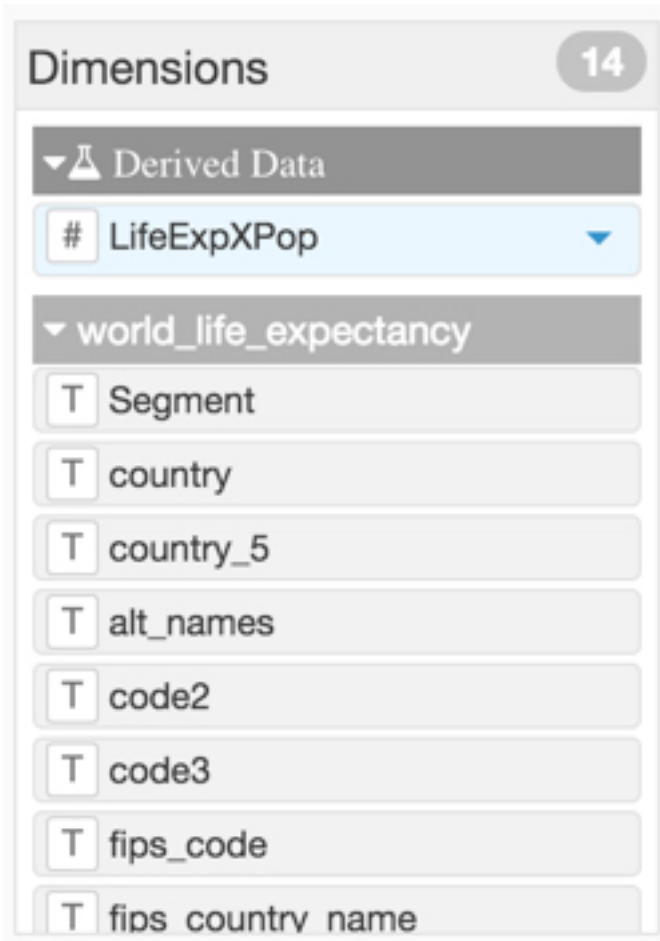 Dimensions 14
Derived Data
# LifeExpXPop
world_life_expectancy
T Segment
T country
T country_5
T alt_names
T code2
T code3
T fips_code
T fips_country_name